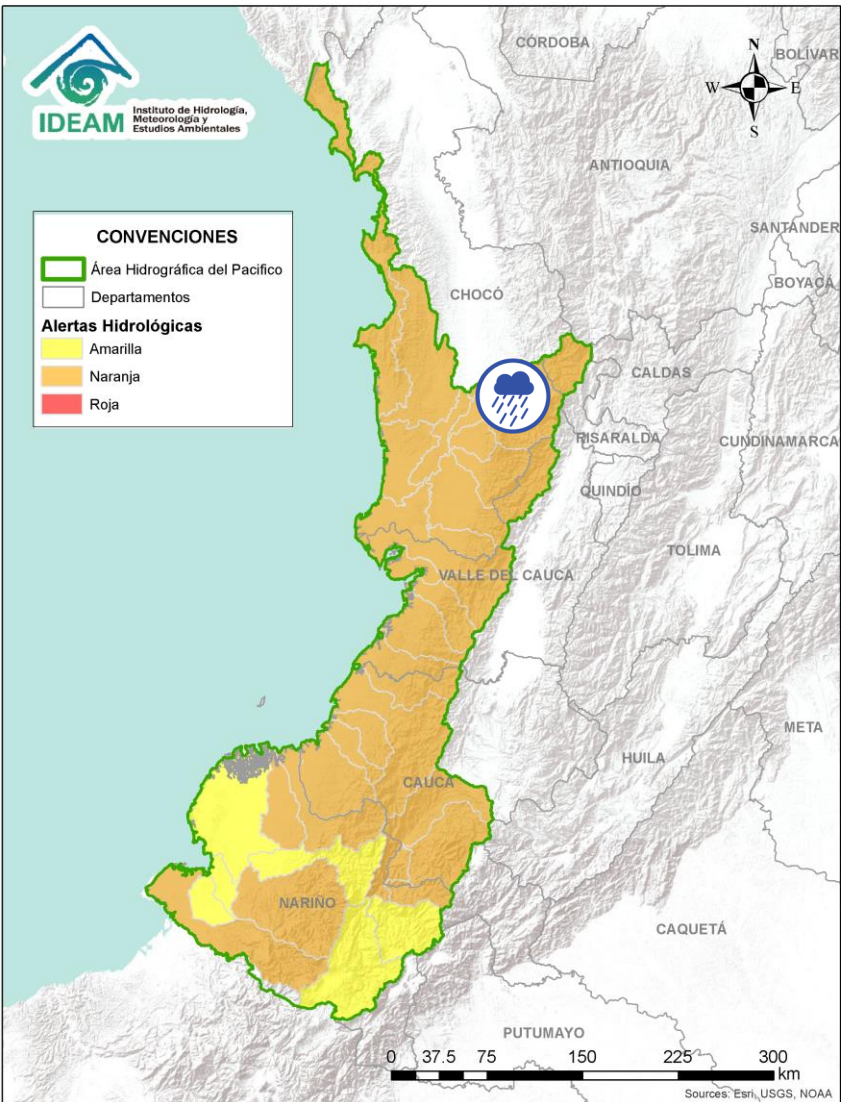 IDEAM
Instituto de Hidrología,
Meteorología y
Estudios Ambientales
N
W
E
S
CÓRDOBA
BOLIVAR
ANTIOQUIA
SANTANDER
BOYACÁ
CONVENCIONES
Área Hidrográfica del Pacifico
Departamentos
Alertas Hidrológicas
Amarilla
Naranja
Roja
CHOCÓ
CALDAS
RISARALDA
CUNDINAMARCA
QUINDÍO
TOLIMA
VALLE DEL CAUCA
META
HUILA
CAUCA
NARIÑO
CAQUETÁ
PUTUMAYO
0 37.5 75 150 225 300
km
Sources: Esri, USGS, NOAA